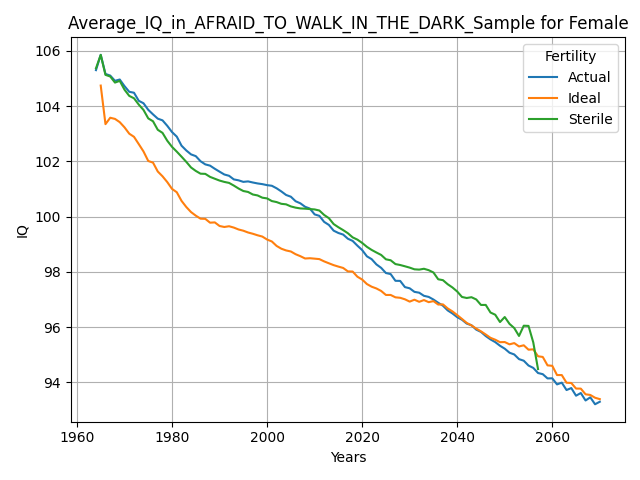 Average_IQ_in_AFRAID_TO_WALK_IN_THE_DARK_Sample for Female
Fertility
Actual
Ideal
Sterile
IQ
106
104
102
100
98
96
94
1960
1980
2000
2020
2040
2060
Years